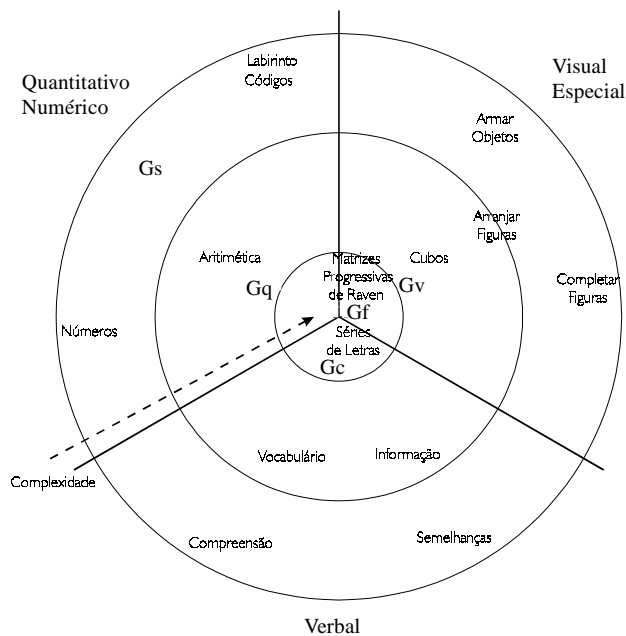 Labirinto
Códigos
Quantitativo
Numérico
Visual
Especial
Armar
Objetos
Gs
Arranjar
Figuras
Aritimética
Matrizes
Progressivas
de Raven
Cubos
Gq
Gv
Completar
Figuras
Gf
Números
Séries
de Letras
Gc
Vocabulário
Informação
Complexidade
Compreensão
Semelhanças
Verbal